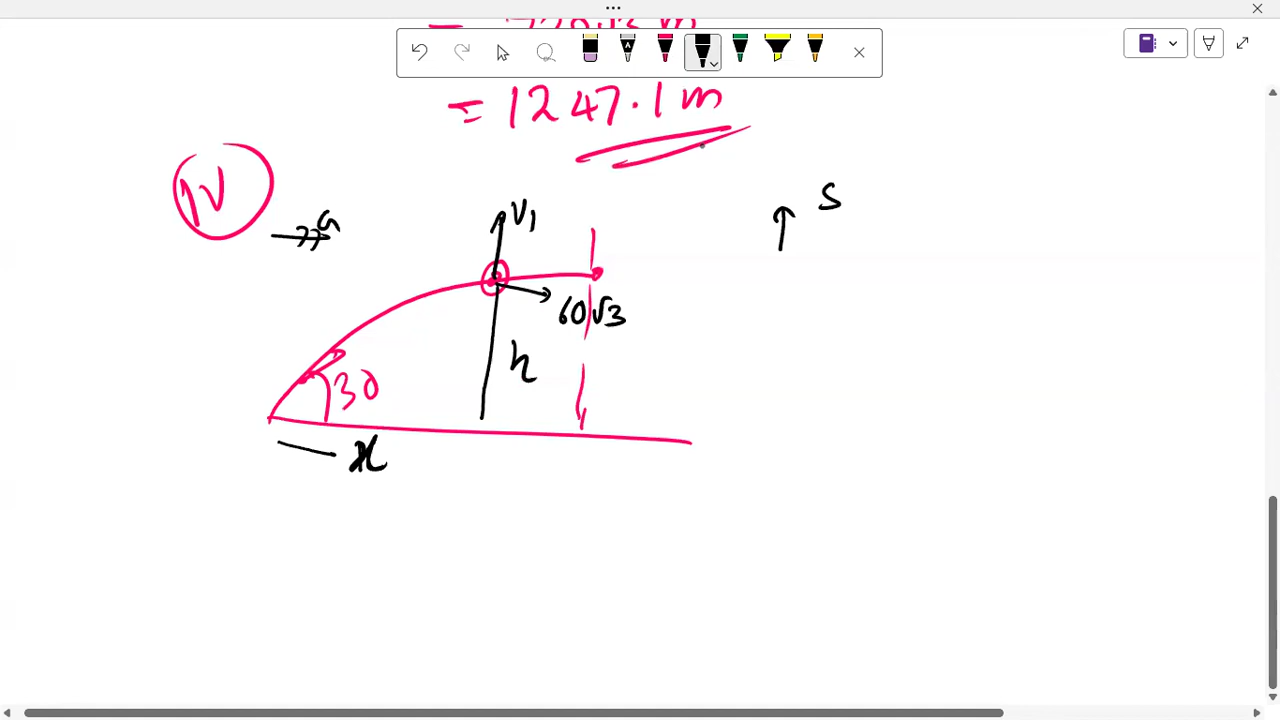 = 1247.1 m
IV
a
V1
↑ S
60√3
h
30
x